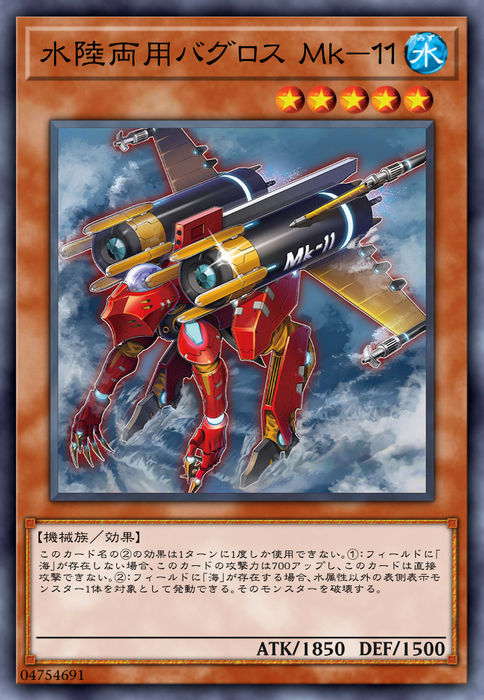 水陸両用バグロス Mk-11
みず
水
Mk-11
【機械族／効果】
このカード名の②の効果は1ターンに1度しか使用できない。①：フィールドに「
海」が存在しない場合、このカードの攻撃力は700アップし、このカードは直接
攻撃できない。②：フィールドに「海」が存在する場合、水属性以外の表側表示モ
ンスター1体を対象として発動できる。そのモンスターを破壊する。
ATK/1850 DEF/1500
04754691